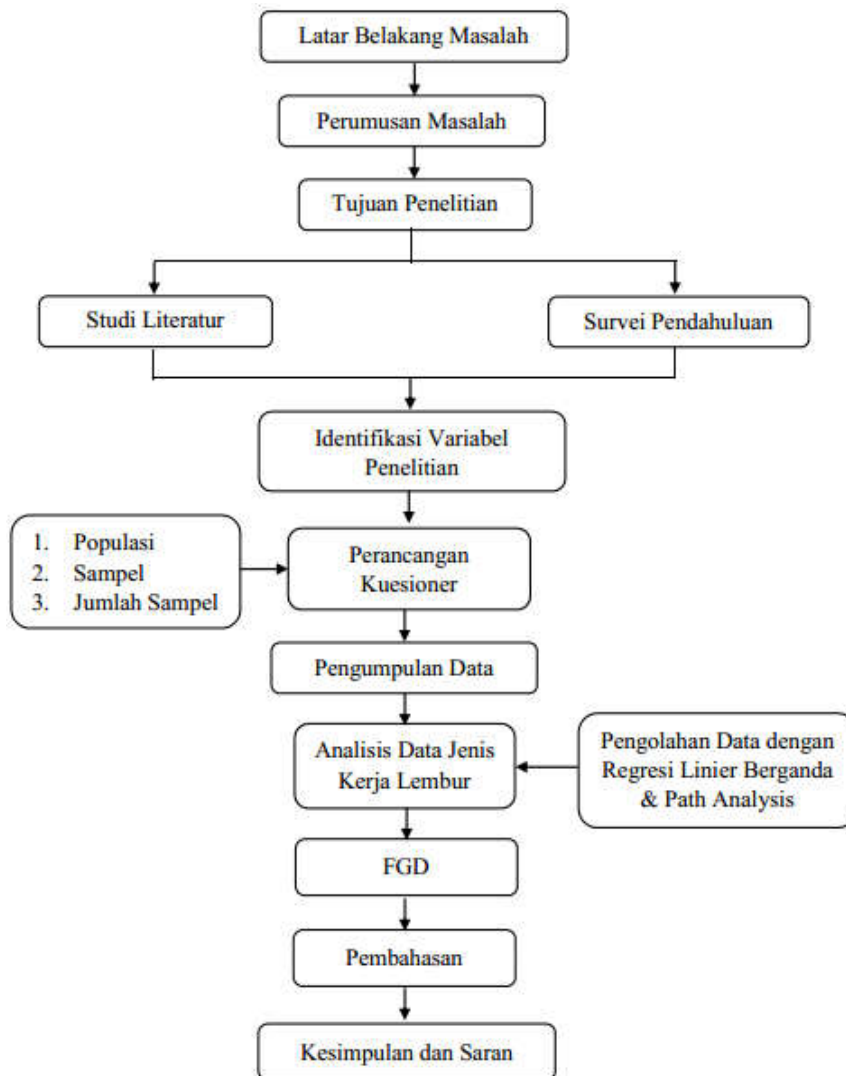 Latar Belakang Masalah
Perumusan Masalah
Tujuan Penelitian
Studi Literatur
Survei Pendahuluan
Identifikasi Variabel
Penelitian
1. Populasi
2. Sampel
3. Jumlah Sampel
Perancangan
Kuesioner
Pengumpulan Data
Analisis Data Jenis
Kerja Lembur
Pengolahan Data dengan
Regresi Linier Berganda
& Path Analysis
FGD
Pembahasan
Kesimpulan dan Saran